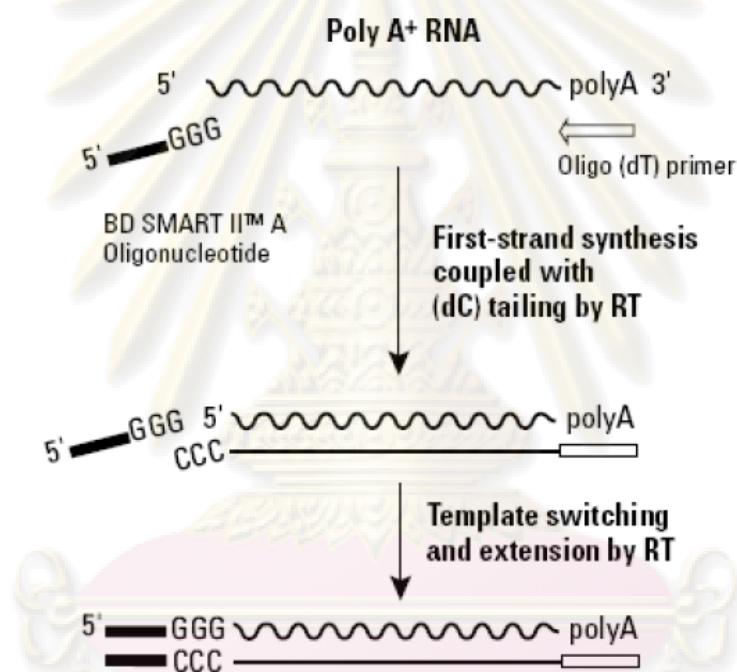 Poly A+ RNA
5' polyA 3'
5' GGG
Oligo (dT) primer
BD SMART II™ A
Oligonucleotide
First-strand synthesis
coupled with
(dC) tailing by RT
5' GGG 5' polyA
CCC
Template switching
and extension by RT
5' GGG polyA
CCC